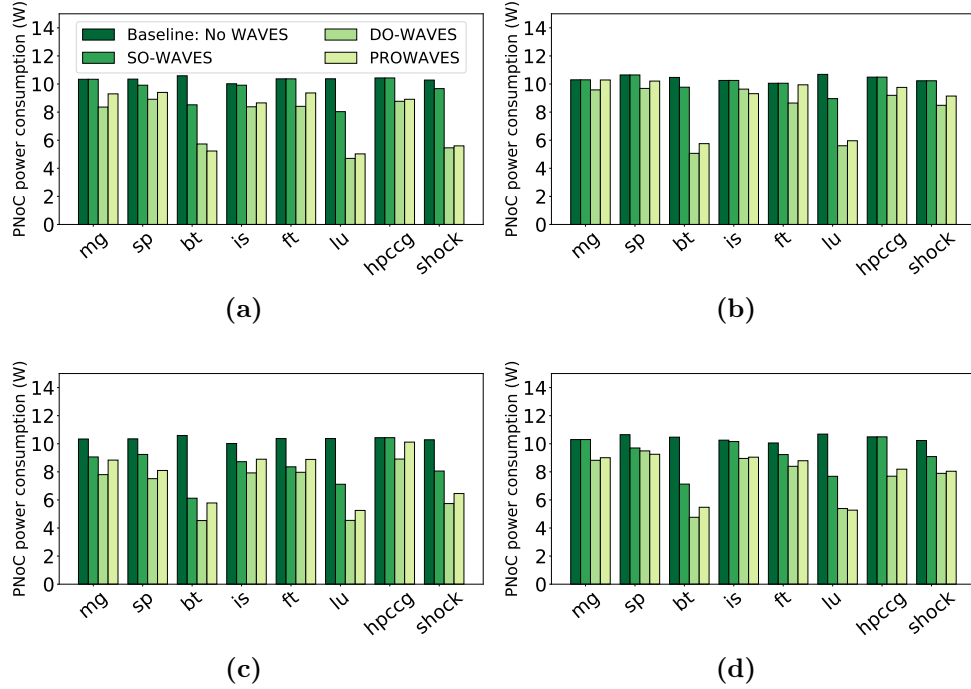 PNoC power consumption (W)
14
12
10
8
6
4
2
0
Baseline: No WAVES
SO-WAVES
DO-WAVES
PROWAVES
mg sp bt is ft lu hpccg shock
(a)
PNoC power consumption (W)
14
12
10
8
6
4
2
0
mg sp bt is ft lu hpccg shock
(b)
PNoC power consumption (W)
14
12
10
8
6
4
2
0
mg sp bt is ft lu hpccg shock
(c)
PNoC power consumption (W)
14
12
10
8
6
4
2
0
mg sp bt is ft lu hpccg shock
(d)